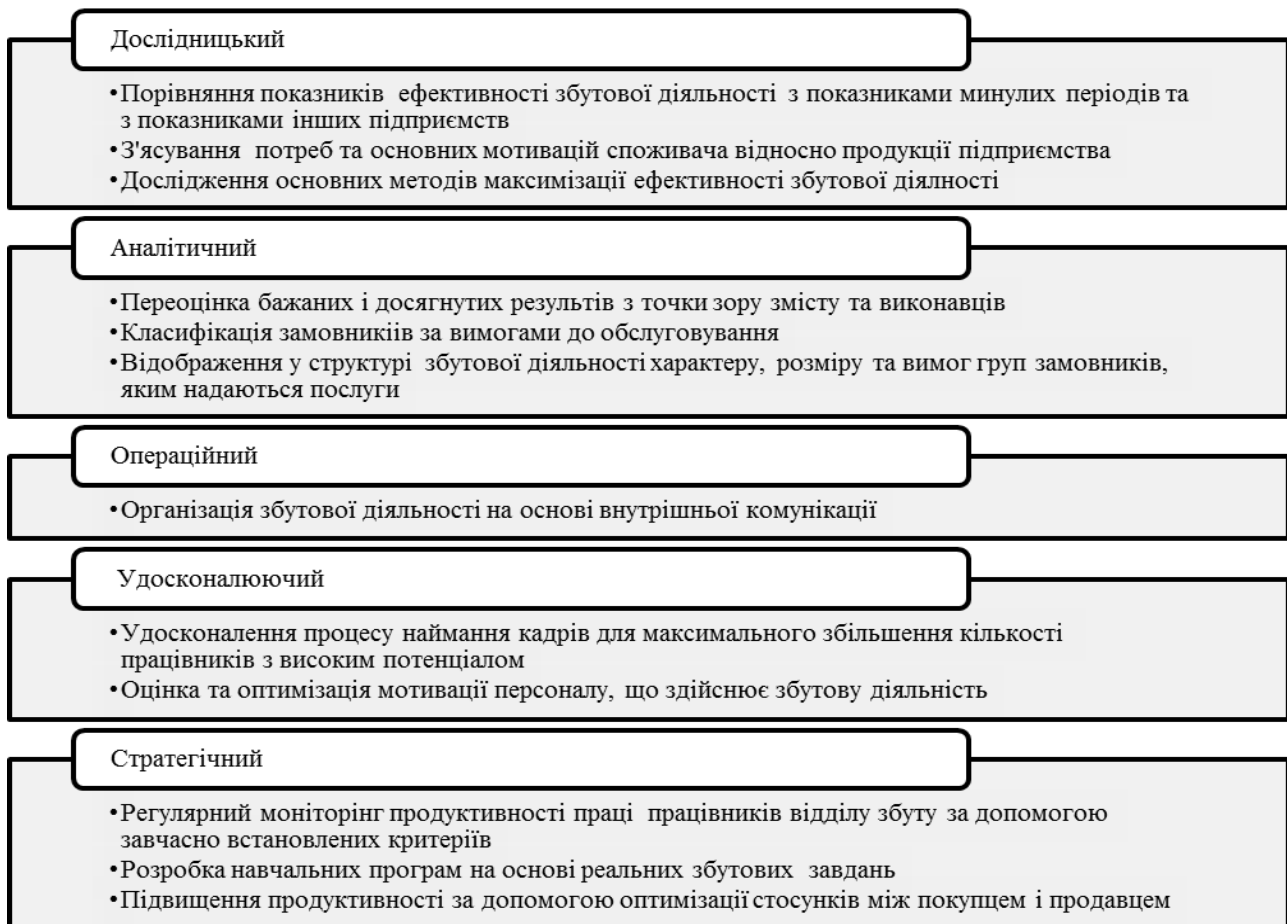 Дослідницький
•Порівняння показників ефективності збутової діяльності з показниками минулих періодів та
з показниками інших підприємств
•З'ясування потреб та основних мотивацій споживача відносно продукції підприємства
•Дослідження основних методів максимізації ефективності збутової діялності
Аналітичний
•Переоцінка бажаних і досягнутих результів з точки зору змісту та виконавців
•Класифікація замовникіів за вимогами до обслуговування
•Відображення у структурі збутової діяльності характеру, розміру та вимог груп замовників,
яким надаються послуги
Операційний
•Організація збутової діяльності на основі внутрішньої комунікації
Удосконалюючий
•Удосконалення процесу наймання кадрів для максимального збільшення кількості
працівників з високим потенціалом
•Оцінка та оптимізація мотивації персоналу, що здійснює збутову діяльність
Стратегічний
•Регулярний моніторінг продуктивності праці працівників відділу збуту за допомогою
завчасно встановлених критеріїв
•Розробка навчальних програм на основі реальних збутових завдань
•Підвищення продуктивності за допомогою оптимізації стосунків між покупцем і продавцем